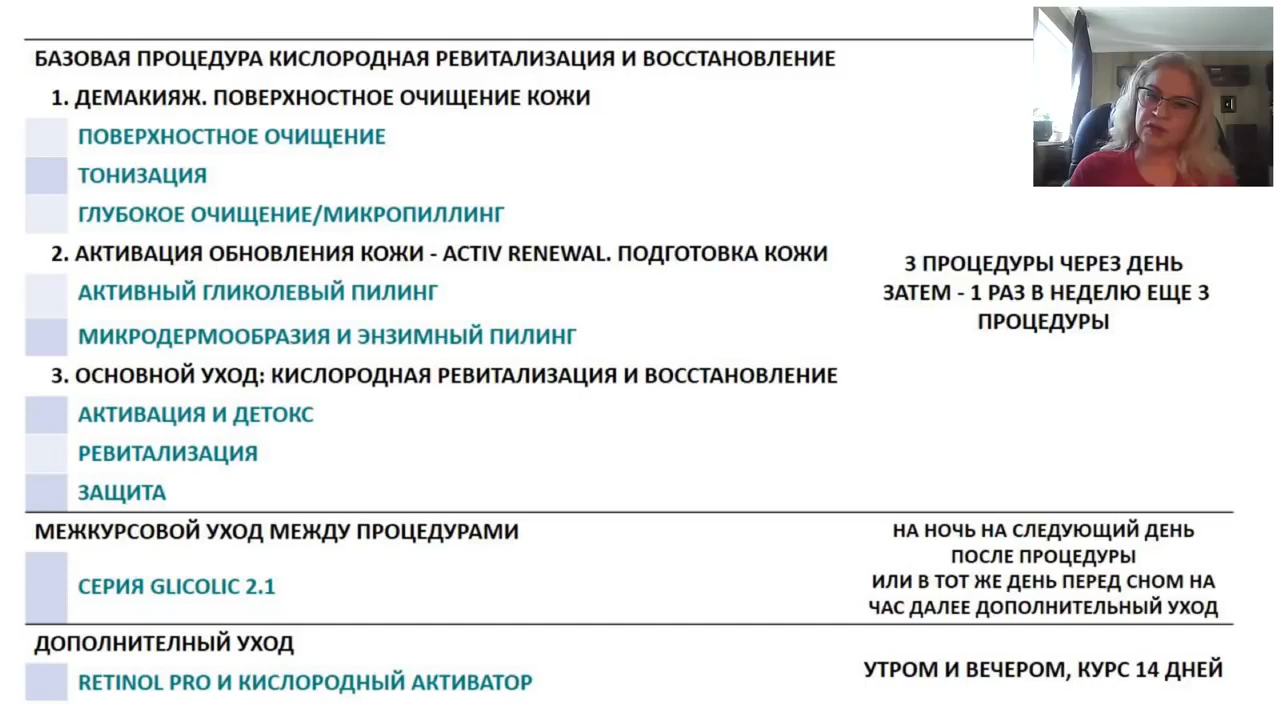 БАЗОВАЯ ПРОЦЕДУРА КИСЛОРОДНАЯ РЕВИТАЛИЗАЦИЯ И ВОССТАНОВЛЕНИЕ
1. ДЕМАКИЯЖ. ПОВЕРХНОСТНОЕ ОЧИЩЕНИЕ КОЖИ
ПОВЕРХНОСТНОЕ ОЧИЩЕНИЕ
ТОНИЗАЦИЯ
ГЛУБОКОЕ ОЧИЩЕНИЕ/МИКРОПИЛЛИНГ
2. АКТИВАЦИЯ ОБНОВЛЕНИЯ КОЖИ - ACTIV RENEWAL. ПОДГОТОВКА КОЖИ
АКТИВНЫЙ ГЛИКОЛЕВЫЙ ПИЛИНГ
МИКРОДЕРМООБРАЗИЯ И ЭНЗИМНЫЙ ПИЛИНГ
3 ПРОЦЕДУРЫ ЧЕРЕЗ ДЕНЬ
ЗАТЕМ - 1 РАЗ В НЕДЕЛЮ ЕЩЕ 3
ПРОЦЕДУРЫ
3. ОСНОВНОЙ УХОД: КИСЛОРОДНАЯ РЕВИТАЛИЗАЦИЯ И ВОССТАНОВЛЕНИЕ
АКТИВАЦИЯ И ДЕТОКС
РЕВИТАЛИЗАЦИЯ
ЗАЩИТА
МЕЖКУРСОВОЙ УХОД МЕЖДУ ПРОЦЕДУРАМИ
СЕРИЯ GLICOLIC 2.1
НА НОЧЬ НА СЛЕДУЮЩИЙ ДЕНЬ
ПОСЛЕ ПРОЦЕДУРЫ
ИЛИ В ТОТ ЖЕ ДЕНЬ ПЕРЕД СНОМ НА
ЧАС ДАЛЕЕ ДОПОЛНИТЕЛЬНЫЙ УХОД
ДОПОЛНИТЕЛНЫЙ УХОД
RETINOL PRO И КИСЛОРОДНЫЙ АКТИВАТОР
УТРОМ И ВЕЧЕРОМ, КУРС 14 ДНЕЙ